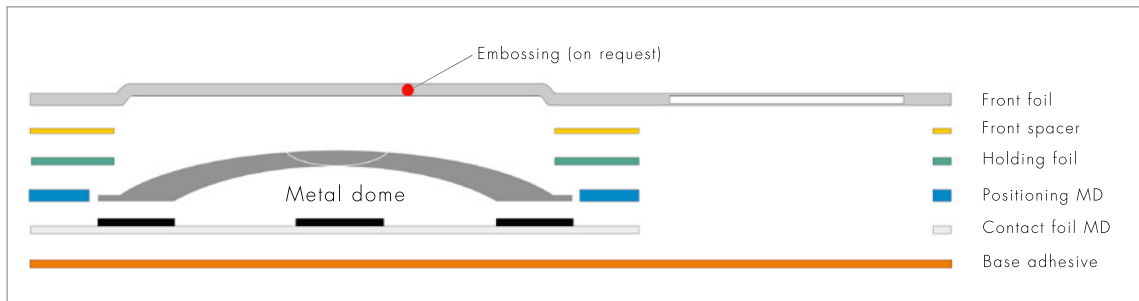 Embossing (on request)
Front foil
Front spacer
Holding foil
Metal dome
Positioning MD
Contact foil MD
Base adhesive